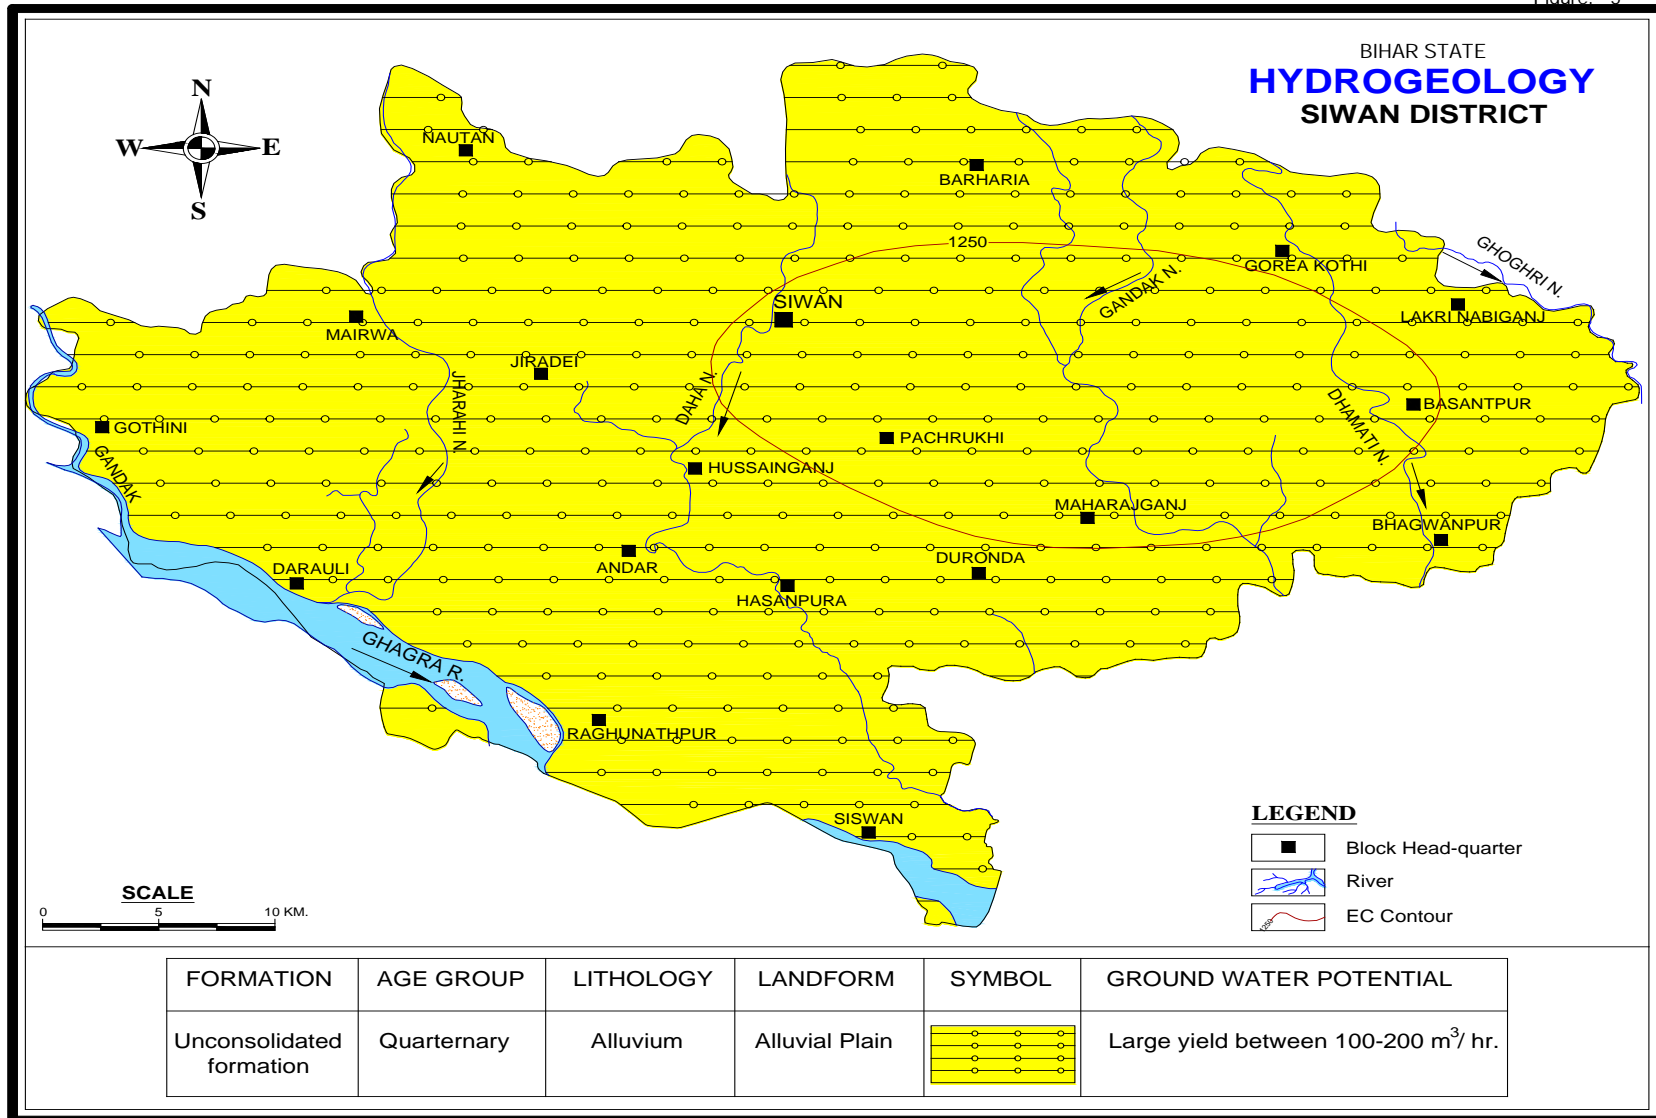 Figure. 3
BIHAR STATE
HYDROGEOLOGY
SIWAN DISTRICT
N
W
E
S
NAUTAN
BARHARIA
1250
GOREA KOTHI
GHOGHRI N.
GANDAK N.
SIWAN
LAKRI NABIGANJ
MAIRWA
JIRADEI
JHARAHI N.
DAHA N.
DHAMATI N.
BASANTPUR
GOTHINI
PACHRUKHI
GANDAK
HUSSAINGANJ
MAHARAJGANJ
BHAGWANPUR
DARAULI
ANDAR
DURONDA
HASANPURA
GHAGRA R.
RAGHUNATHPUR
SISWAN
LEGEND
Block Head-quarter
River
1250
EC Contour
SCALE
0 5 10 KM.
FORMATION AGE GROUP LITHOLOGY LANDFORM SYMBOL GROUND WATER POTENTIAL
Unconsolidated formation Quarternary Alluvium Alluvial Plain Large yield between 100-200 m³/ hr.